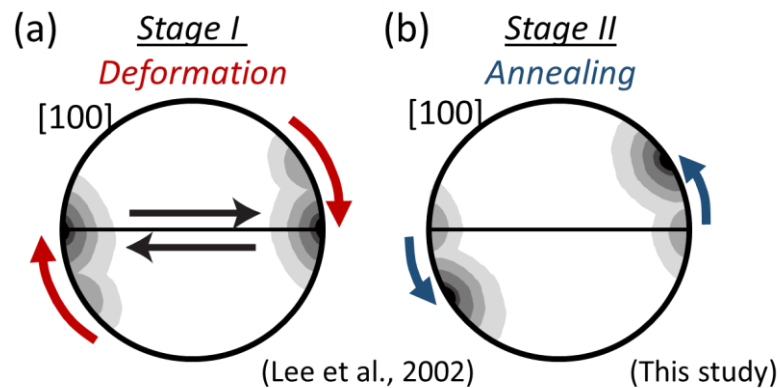 (a) Stage I
Deformation
[100]
(Lee et al., 2002)
(b) Stage II
Annealing
[100]
(This study)